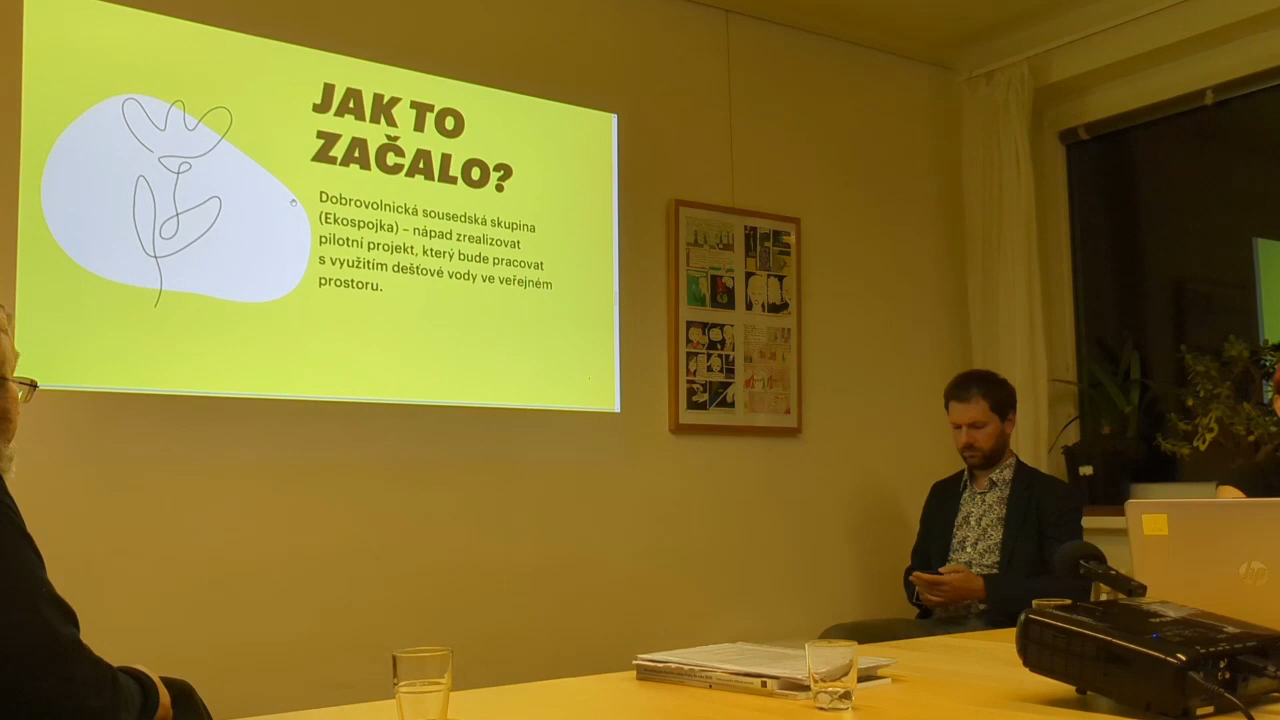 JAK TO
ZAČALO?
Dobrovolnická sousedská skupina
(Ekospojka) – nápad zrealizovat
pilotní projekt, který bude pracovat
s využitím dešťové vody ve veřejném
prostoru.
hp